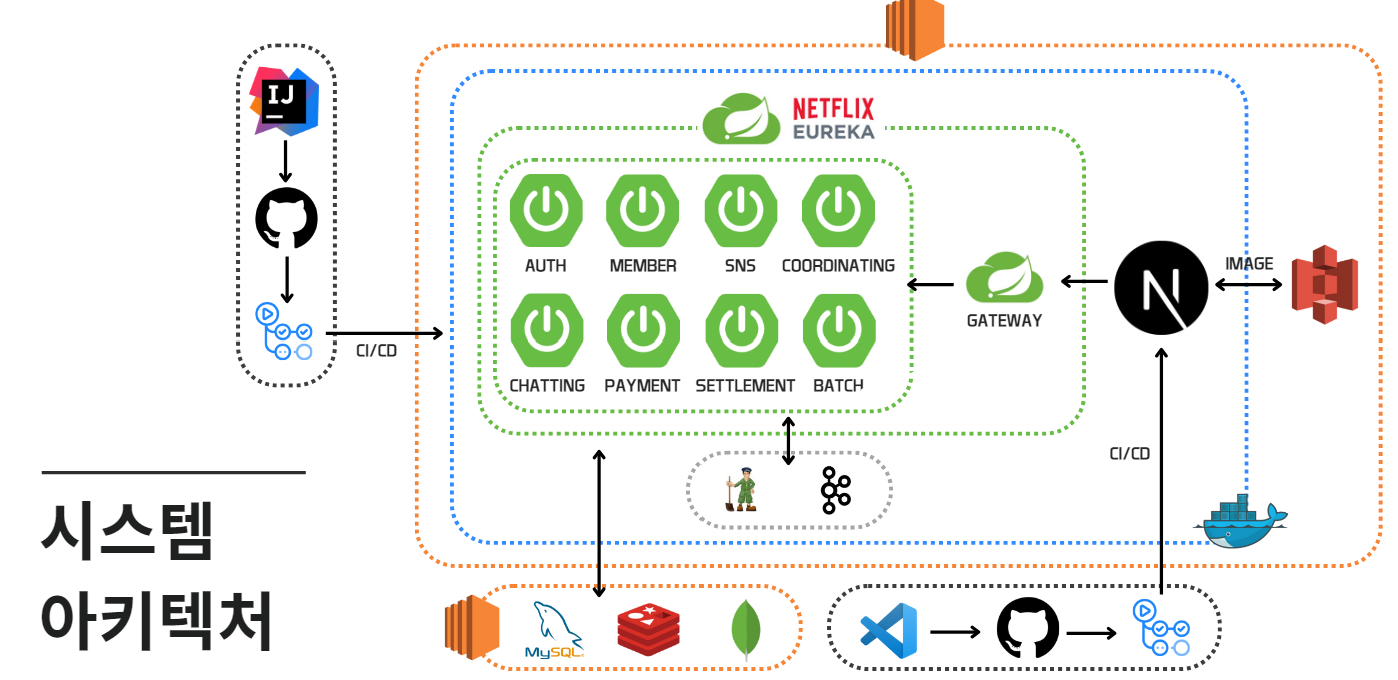 NETFLIX
EUREKA
IJ
AUTH
MEMBER
SNS
COORDINATING
IMAGE
N
GATEWAY
CI/CD
CHATTING
PAYMENT
SETTLEMENT
BATCH
CI/CD
시스템
아키텍처
MySQL